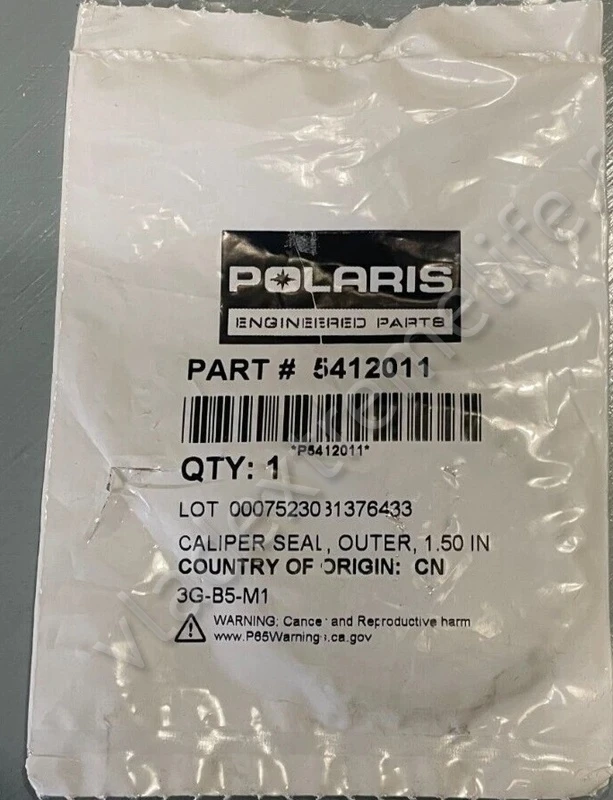 POLARIS
ENGINEERED PARTS
PART # 5412011
*P5412011*
QTY: 1
LOT 0007523031376433
CALIPER SEAL, OUTER, 1.50 IN
COUNTRY OF ORIGIN: CN
3G-B5-M1
WARNING: Cancer and Reproductive harm
www.P65Warnings.ca.gov